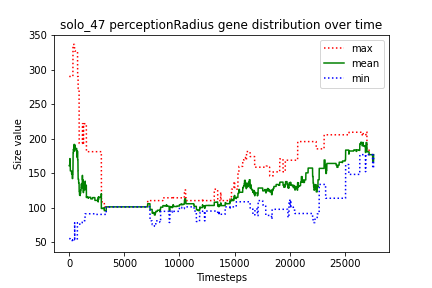 solo_47 perceptionRadius gene distribution over time
350
300
250
200
150
100
50
Size value
max
mean
min
0
5000
10000
15000
20000
25000
Timesteps